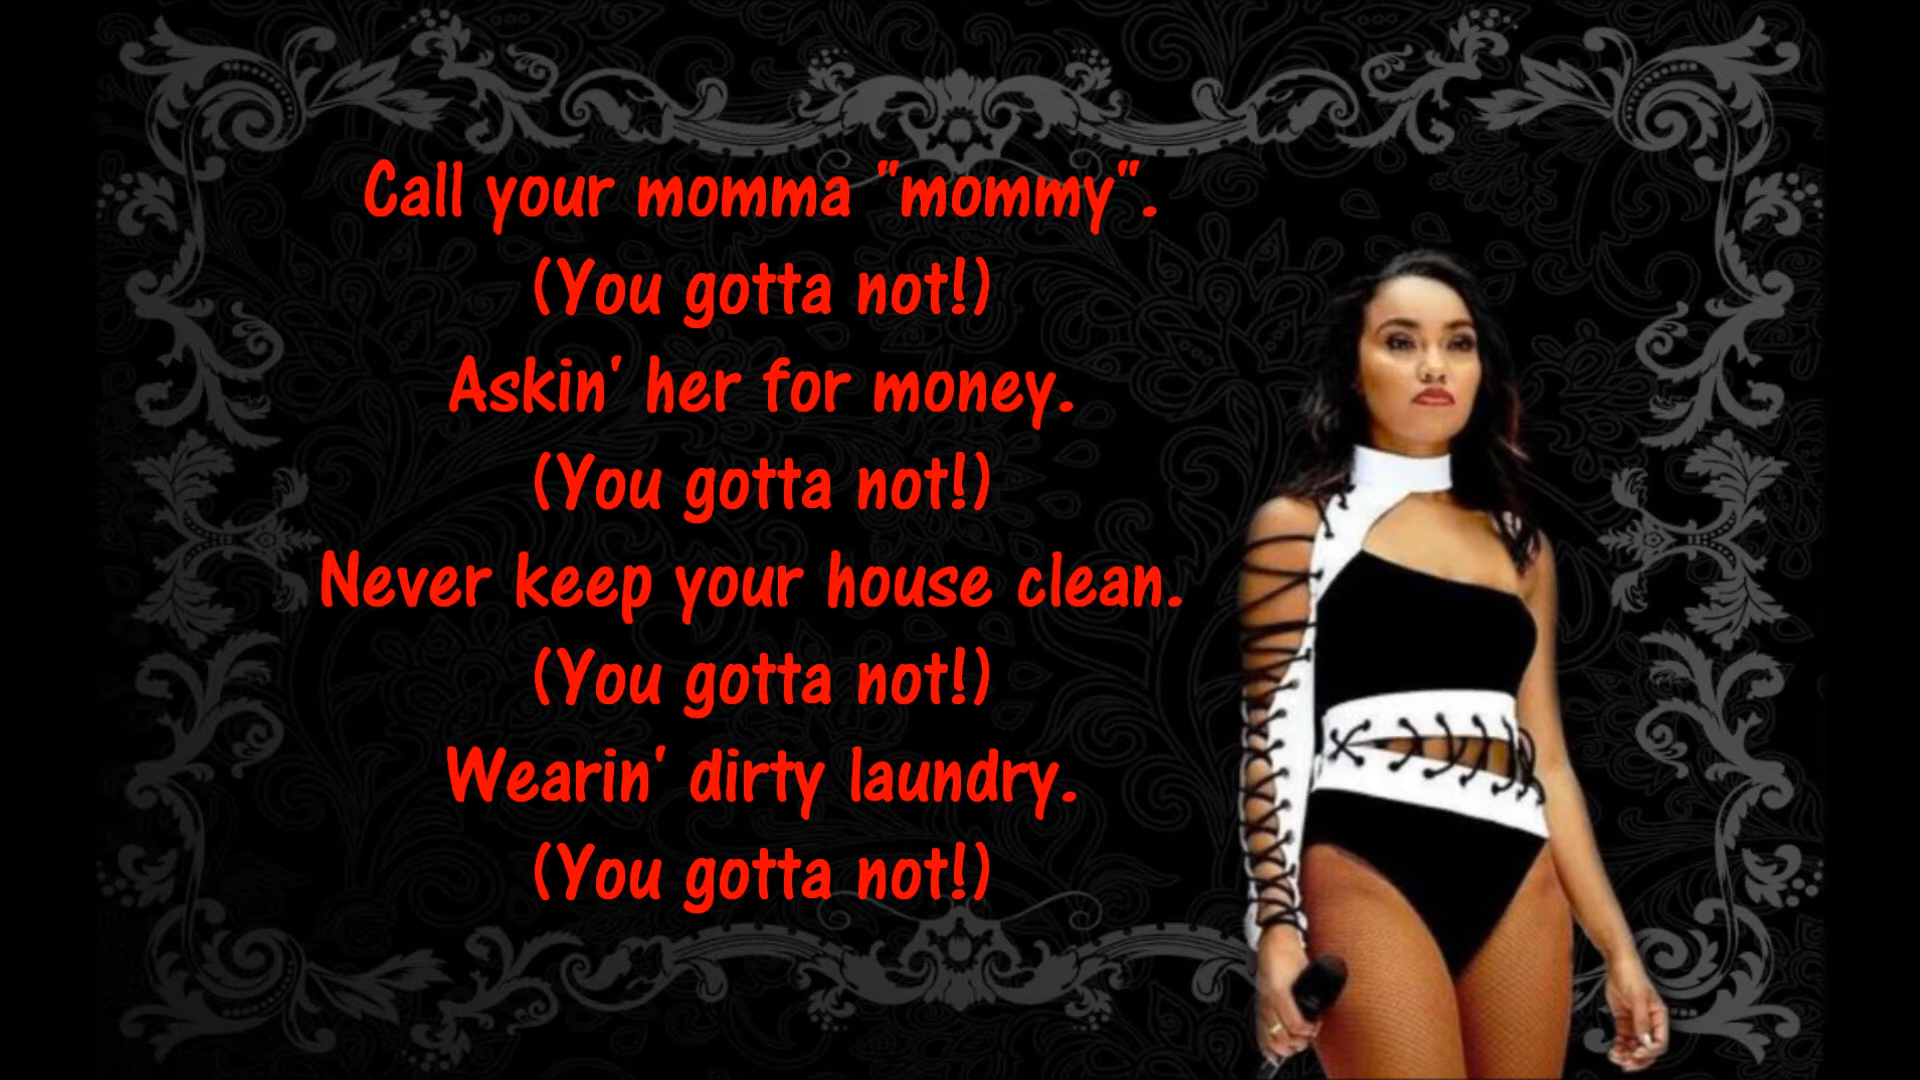 Call your momma "mommy".
(You gotta not!)
Askin' her for money.
(You gotta not!)
Never keep your house clean.
(You gotta not!)
Wearin' dirty laundry.
(You gotta not!)